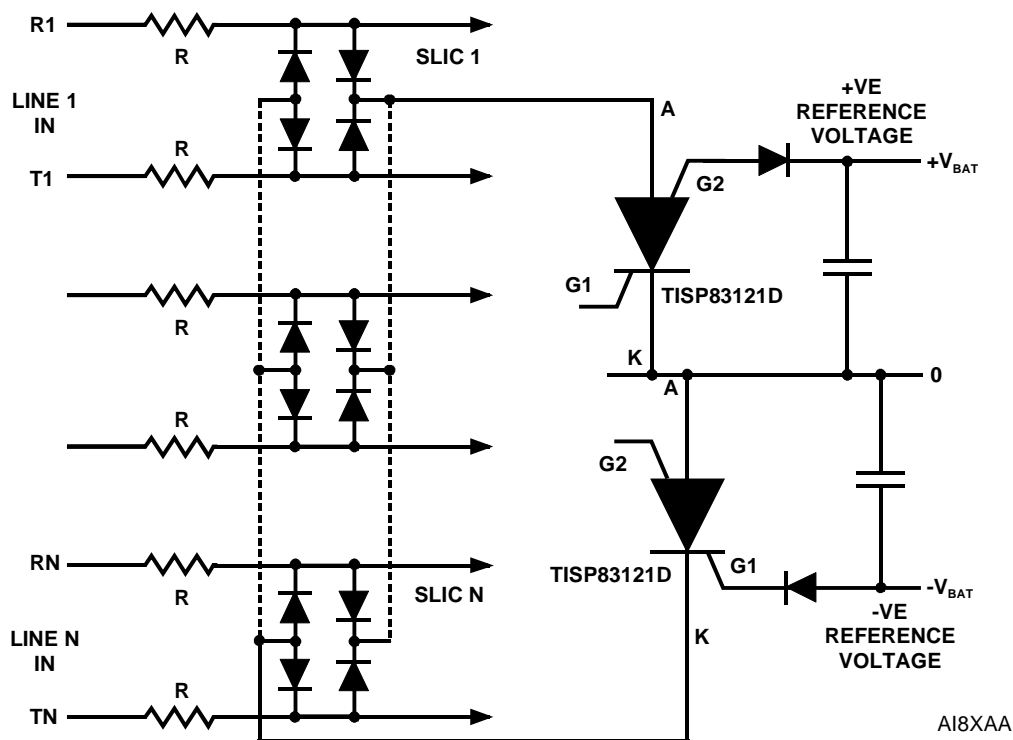 R1
R
SLIC 1
LINE 1
IN
R
T1
A
+VE
REFERENCE
VOLTAGE
G2
+VBAT
G1
TISP83121D
K
R
0
A
R
G2
RN
R
SLIC N
TISP83121D
G1
-VBAT
-VE
REFERENCE
VOLTAGE
K
LINE N
IN
R
TN
AI8XAA